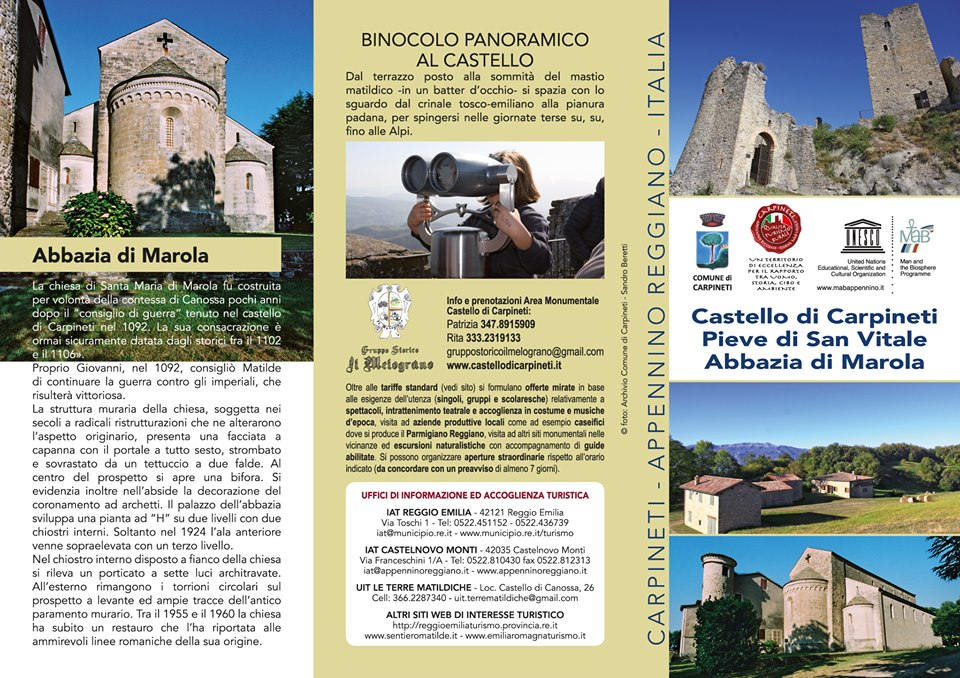 Abbazia di Marola
La chiesa di Santa Maria di Marola fu costruita
per volontà della contessa di Canossa pochi anni
dopo il "consiglio di guerra" tenuto nel castello
di Carpineti nel 1092. La sua consacrazione è
ormai sicuramente datata dagli storici fra il 1102
e il 1106».
Proprio Giovanni, nel 1092, consigliò Matilde
di continuare la guerra contro gli imperiali, che
risulterà vittoriosa.
La struttura muraria della chiesa, soggetta nei
secoli a radicali ristrutturazioni che ne alterarono
l'aspetto originario, presenta una facciata a
capanna con il portale a tutto sesto, strombato
e sovrastato da un tettuccio a due falde. Al
centro del prospetto si apre una bifora. Si
evidenzia inoltre nell'abside la decorazione del
coronamento ad archetti. Il palazzo dell'abbazia
sviluppa una pianta ad "H" su due livelli con due
chiostri interni. Soltanto nel 1924 l'ala anteriore
venne sopraelevata con un terzo livello.
Nel chiostro interno disposto a fianco della chiesa
si rileva un porticato a sette luci architravate.
All'esterno rimangono i torrioni circolari sul
prospetto a levante ed ampie tracce dell'antico
paramento murario. Tra il 1955 e il 1960 la chiesa
ha subito un restauro che l'ha riportata alle
ammirevoli linee romaniche della sua origine.
BINOCOLO PANORAMICO
AL CASTELLO
Dal terrazzo posto alla sommità del mastio
matildico -in un batter d'occhio- si spazia con lo
sguardo dal crinale tosco-emiliano alla pianura
padana, per spingersi nelle giornate terse su, su,
fino alle Alpi.
Gruppo Storico
Il Melograno
Info e prenotazioni Area Monumentale
Castello di Carpineti:
Patrizia 347.8915909
Rita 333.2319133
gruppostoricoilmelograno@gmail.com
www.castellodicarpineti.it
Oltre alle tariffe standard (vedi sito) si formulano offerte mirate in base
alle esigenze dell'utenza (singoli, gruppi e scolaresche) relativamente a
spettacoli, intrattenimento teatrale e accoglienza in costume e musiche
d'epoca, visita ad aziende produttive locali come ad esempio caseifici
dove si produce il Parmigiano Reggiano, visite ad altri siti monumentali nelle
vicinanze ed escursioni naturalistiche con accompagnamento di guide
abilitate. Si possono organizzare aperture straordinarie rispetto all'orario
indicato (da concordare con un preavviso di almeno 7 giorni).
UFFICI DI INFORMAZIONE ED ACCOGLIENZA TURISTICA
IAT REGGIO EMILIA - 42121 Reggio Emilia
Via Toschi 1 - Tel: 0522.451152 - 0522.436739
iat@municipio.re.it - www.municipio.re.it/turismo
IAT CASTELNOVO MONTI - 42035 Castelnovo Monti
Via Franceschini 1/A - Tel: 0522.810430 fax 0522.812313
iat@appenninoreggiano.it - www.appenninoreggiano.it
UIT LE TERRE MATILDICHE - Loc. Castello di Canossa, 26
Cell: 366.2287340 - uit.terrematildiche@gmail.com
ALTRI SITI WEB DI INTERESSE TURISTICO
http://reggioemiliaturismo.provincia.re.it
www.sentieromatilde.it - www.emiliaromagnaturismo.it
© foto: Archivio Comune di Carpineti - Sandro Beretti
CARPINETI - APPENNINO REGGIANO - ITALIA
COMUNE DI
CARPINETI
CARPINETI
QUALITÀ
TURISMO
RURALE
UN TERRITORIO
DI ECCELLENZA
PER IL RAPPORTO
TRA UOMO,
STORIA, CIBO E
AMBIENTE
UNESCO
United Nations
Educational, Scientific and
Cultural Organization
MaB
Man and
the Biosphere
Programme
www.mabappennino.it
Castello di Carpineti
Pieve di San Vitale
Abbazia di Marola